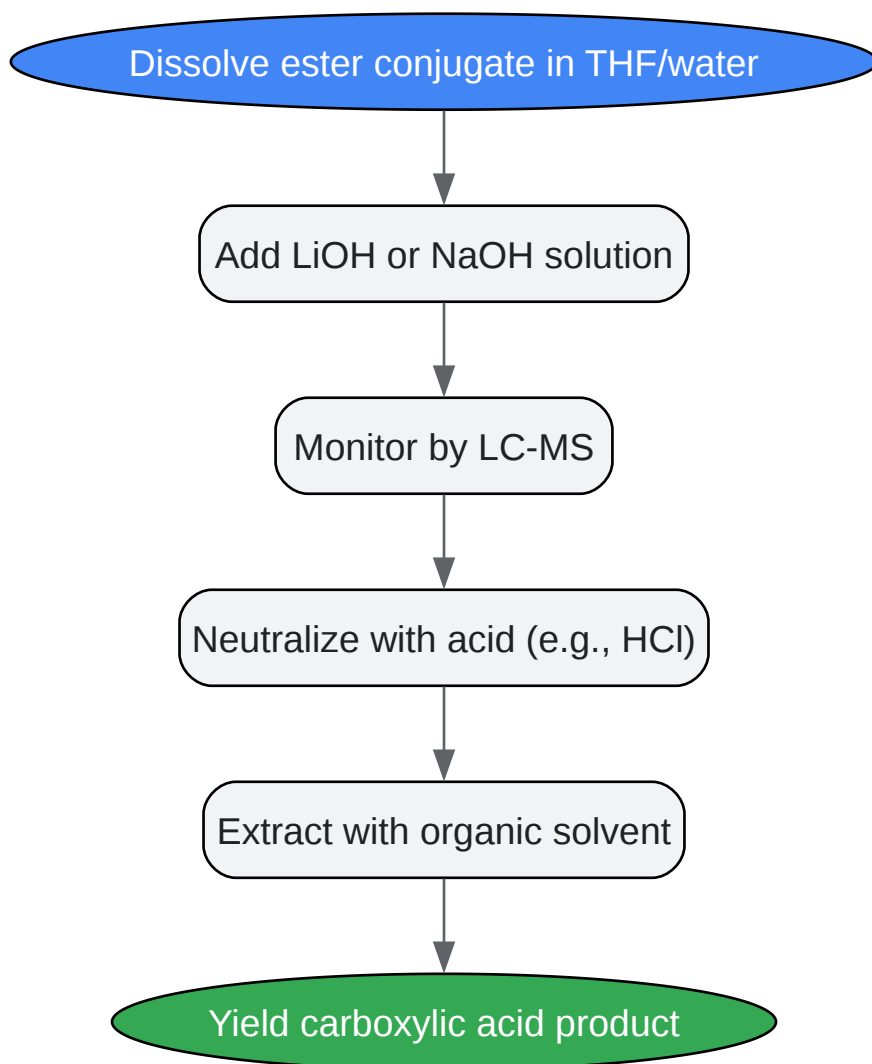 Dissolve ester conjugate in THF/water
Add LiOH or NaOH solution
Monitor by LC-MS
Neutralize with acid (e.g., HCl)
Extract with organic solvent
Yield carboxylic acid product